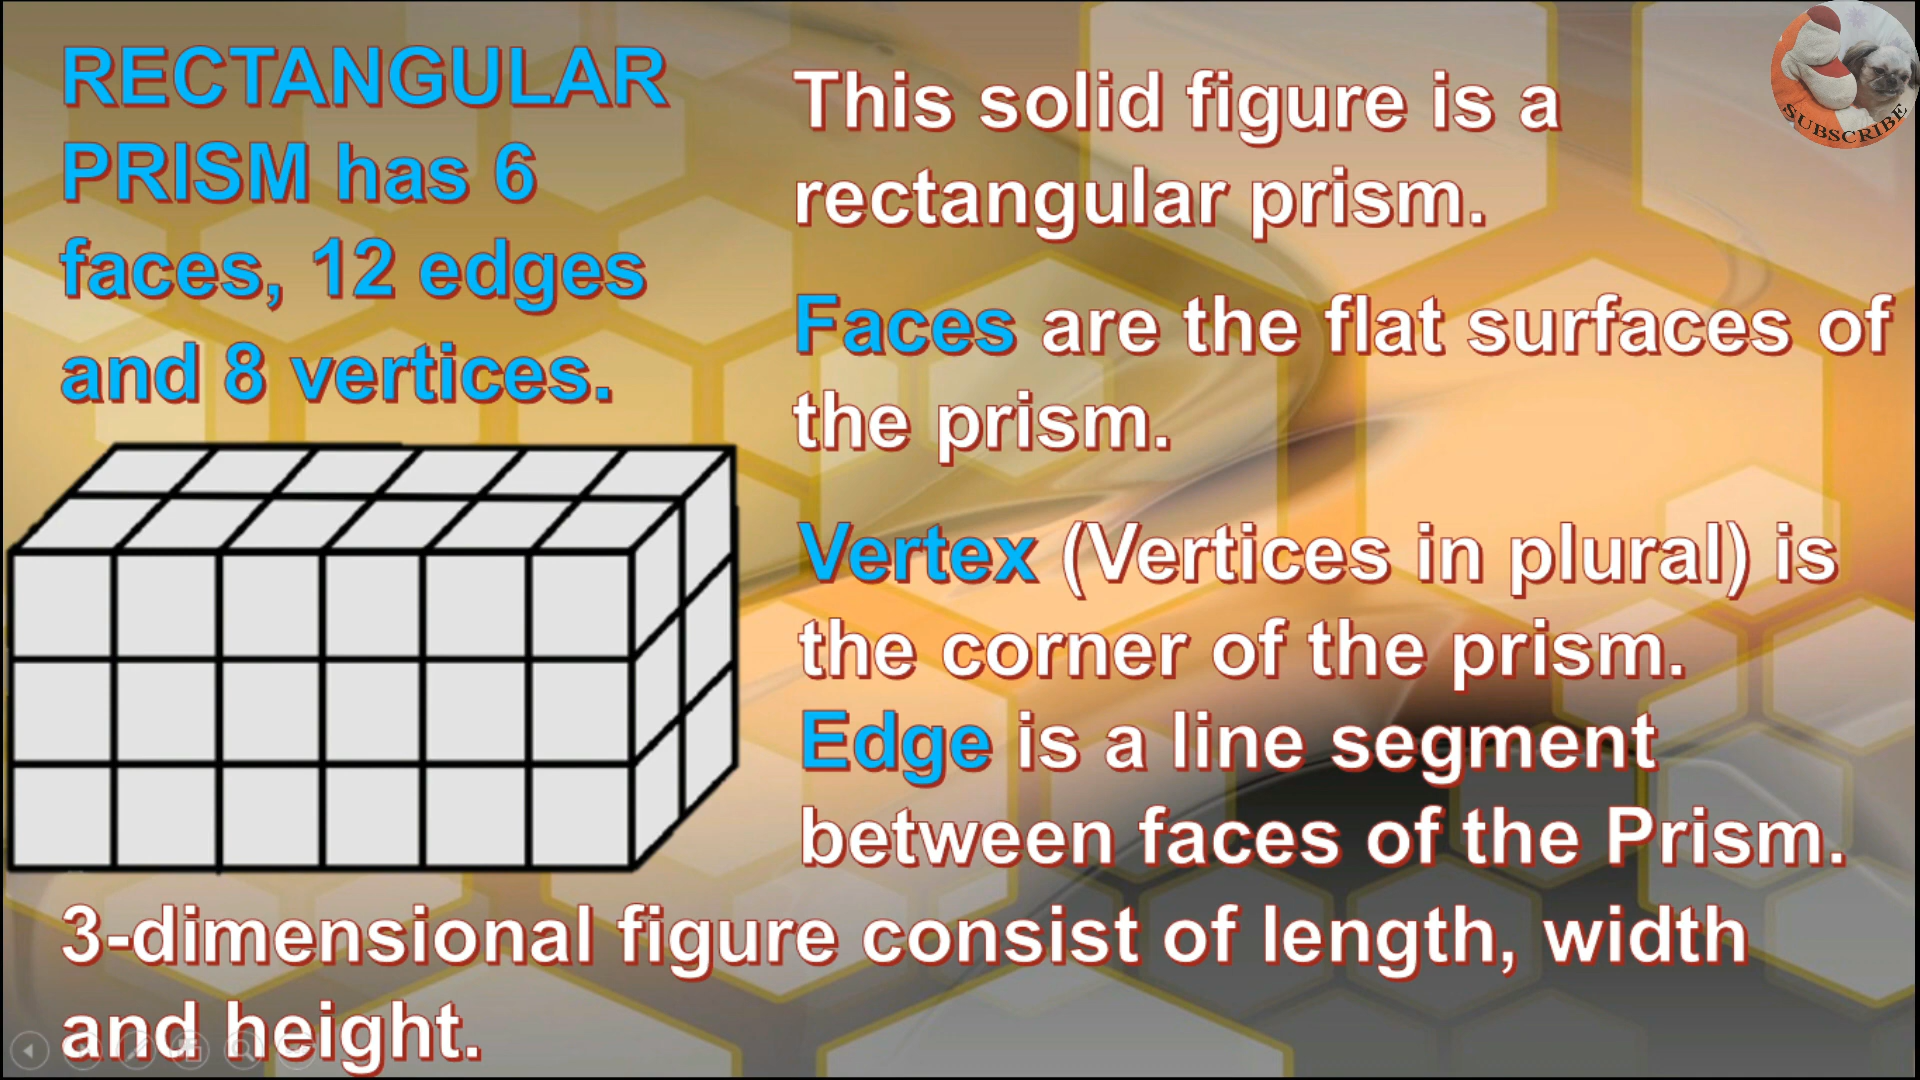 RECTANGULAR
PRISM has 6
faces, 12 edges
and 8 vertices.
This solid figure is a
rectangular prism.
Faces are the flat surfaces of
the prism.
Vertex (Vertices in plural) is
the corner of the prism.
Edge is a line segment
between faces of the Prism.
3-dimensional figure consist of length, width
and height.
SUBSCRIBE